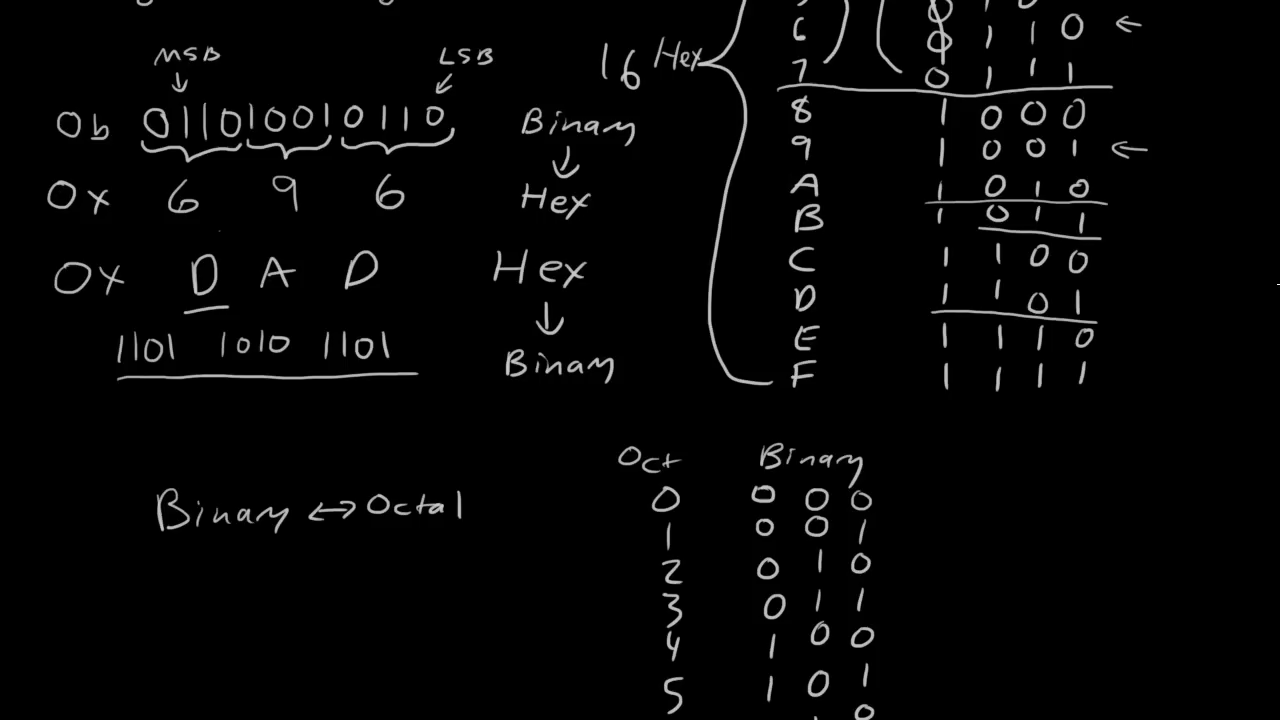 MSB LSB
0b 011010010110 Binary
↓
0x 6 9 6 Hex
0x D A D Hex
↓
1101 1010 1101 Binary
16 Hex
6 0 1 1 0 ←
7 0 1 1 1
8 1 0 0 0
9 1 0 0 1 ←
A 1 0 1 0
B 1 0 1 1
C 1 1 0 0
D 1 1 0 1
E 1 1 1 0
F 1 1 1 1
Binary ↔ Octal
Oct Binary
0 0 0 0
1 0 0 1
2 0 1 0
3 0 1 1
4 1 0 0
5 1 0 1